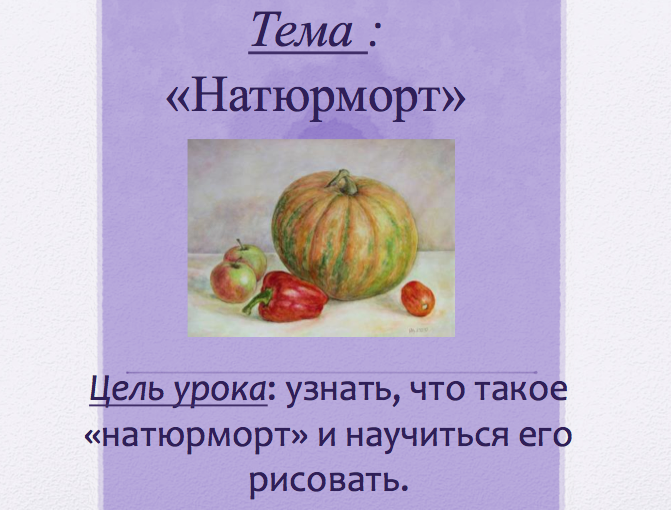 Тема :
«Натюрморт»
Цель урока: узнать, что такое
«натюрморт» и научиться его
рисовать.